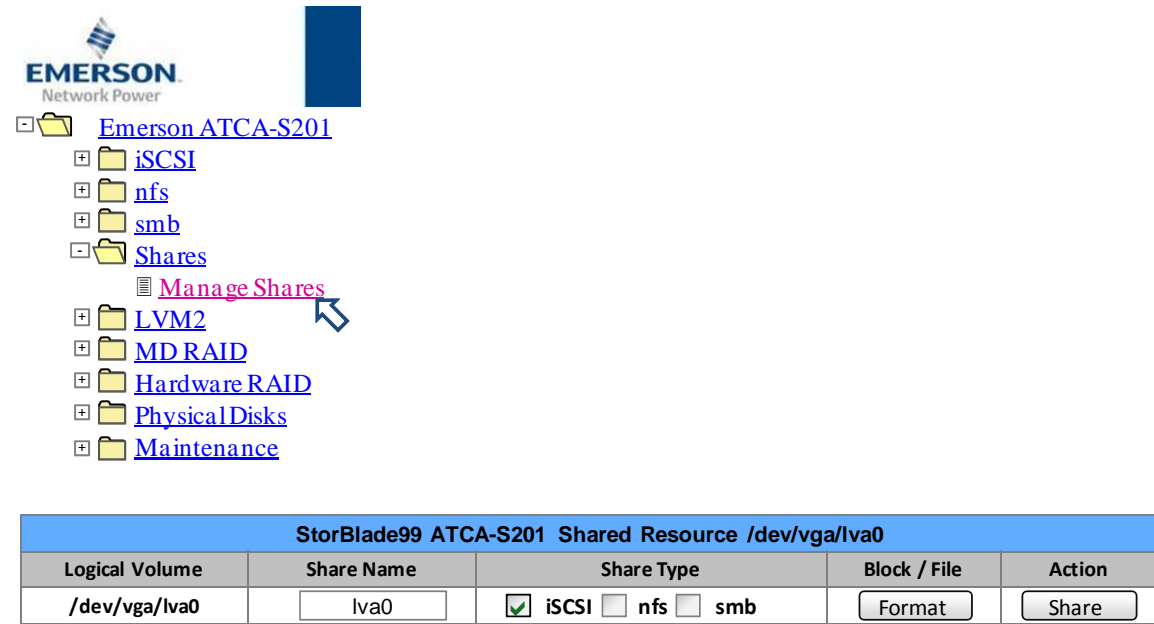 EMERSON
Network Power
Emerson ATCA-S201
iSCSI
nfs
smb
Shares
Manage Shares
LVM2
MD RAID
Hardware RAID
Physical Disks
Maintenance
StorBlade99 ATCA-S201 Shared Resource /dev/vga/lva0
Logical Volume Share Name Share Type Block / File Action
/dev/vga/lva0 lva0 iSCSI nfs smb Format Share